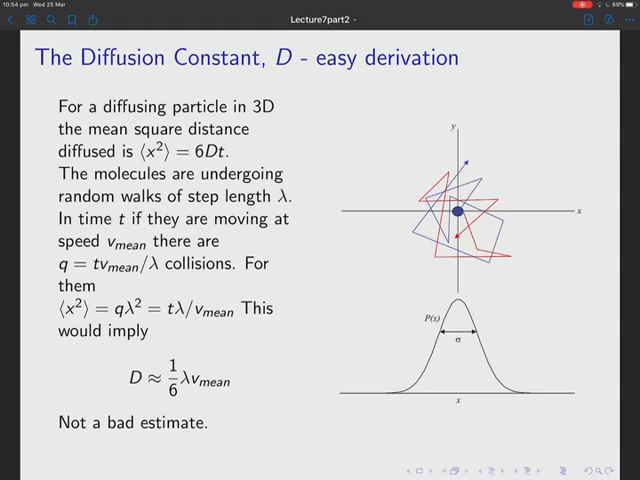 10:54 pm Wed 25 Mar
69%
Lecture7part2
The Diffusion Constant, D - easy derivation
For a diffusing particle in 3D
the mean square distance
diffused is ⟨x²⟩ = 6Dt.
The molecules are undergoing
random walks of step length λ.
In time t if they are moving at
speed v_mean there are
q = tv_mean/λ collisions. For
them
⟨x²⟩ = qλ² = tλ/v_mean This
would imply
D ≈ 1/6 λv_mean
Not a bad estimate.
y
x
P(x)
σ
x